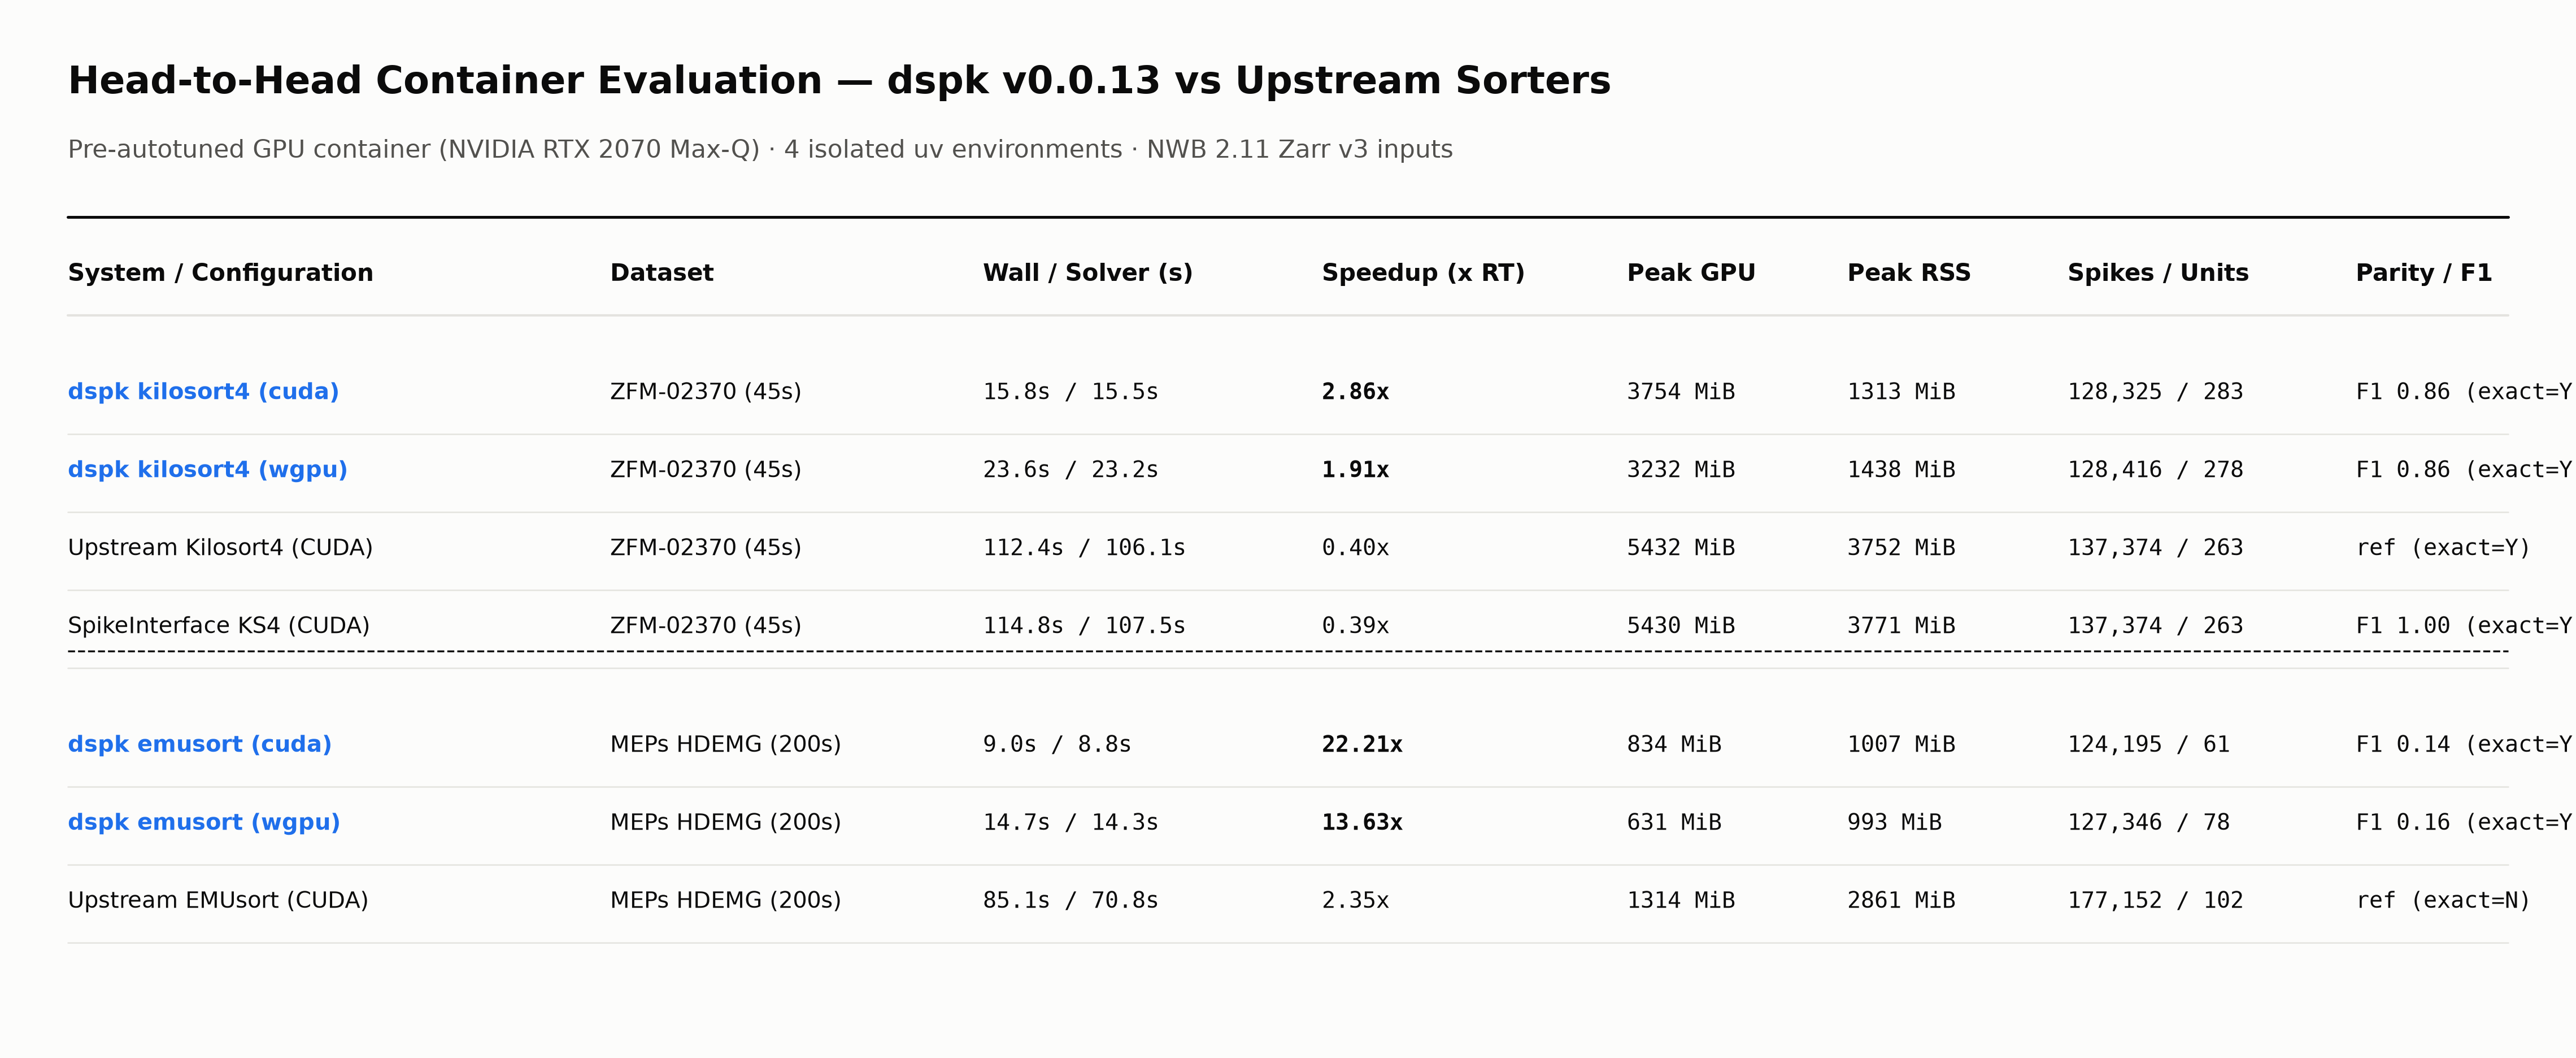 Head-to-Head Container Evaluation — dspk v0.0.13 vs Upstream Sorters
Pre-autotuned GPU container (NVIDIA RTX 2070 Max-Q) · 4 isolated uv environments · NWB 2.11 Zarr v3 inputs
System / Configuration Dataset Wall / Solver (s) Speedup (x RT) Peak GPU Peak RSS Spikes / Units Parity / F1
dspk kilosort4 (cuda) ZFM-02370 (45s) 15.8s / 15.5s 2.86x 3754 MiB 1313 MiB 128,325 / 283 F1 0.86 (exact=Y
dspk kilosort4 (wgpu) ZFM-02370 (45s) 23.6s / 23.2s 1.91x 3232 MiB 1438 MiB 128,416 / 278 F1 0.86 (exact=Y
Upstream Kilosort4 (CUDA) ZFM-02370 (45s) 112.4s / 106.1s 0.40x 5432 MiB 3752 MiB 137,374 / 263 ref (exact=Y)
SpikeInterface KS4 (CUDA) ZFM-02370 (45s) 114.8s / 107.5s 0.39x 5430 MiB 3771 MiB 137,374 / 263 F1 1.00 (exact=Y
dspk emusort (cuda) MEPs HDEMG (200s) 9.0s / 8.8s 22.21x 834 MiB 1007 MiB 124,195 / 61 F1 0.14 (exact=Y
dspk emusort (wgpu) MEPs HDEMG (200s) 14.7s / 14.3s 13.63x 631 MiB 993 MiB 127,346 / 78 F1 0.16 (exact=Y
Upstream EMUsort (CUDA) MEPs HDEMG (200s) 85.1s / 70.8s 2.35x 1314 MiB 2861 MiB 177,152 / 102 ref (exact=N)